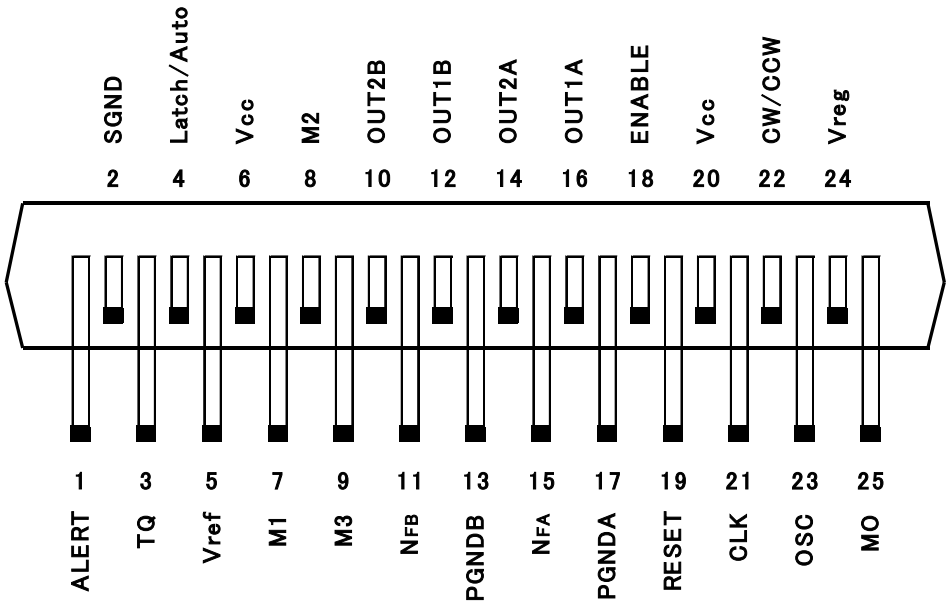 SGND Latch/Auto Vcc M2 OUT2B OUT1B OUT2A OUT1A ENABLE Vcc CW/CCW Vreg
2 4 6 8 10 12 14 16 18 20 22 24
1 3 5 7 9 11 13 15 17 19 21 23 25
ALERT TQ Vref M1 M3 NFB PGNDB NFA PGNDA RESET CLK OSC MO